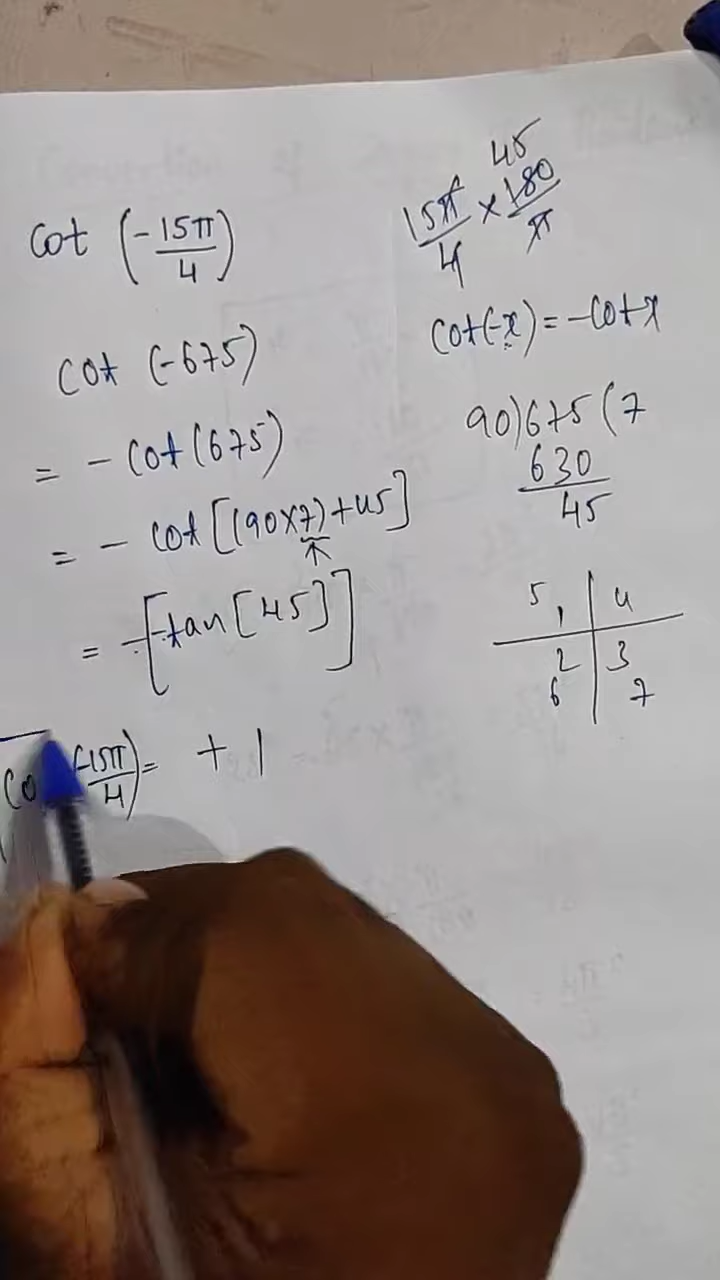 cot (-15π/4)
15π/4 × 180/π
45
cot (-675)
cot(-x) = -cot x
= - cot (675)
90)675(7
630
45
= - cot [(90×7)+45]
= -[-tan[45]]
5, 1 | 4
2 | 3
6 | 7
(-15π/4) = +1